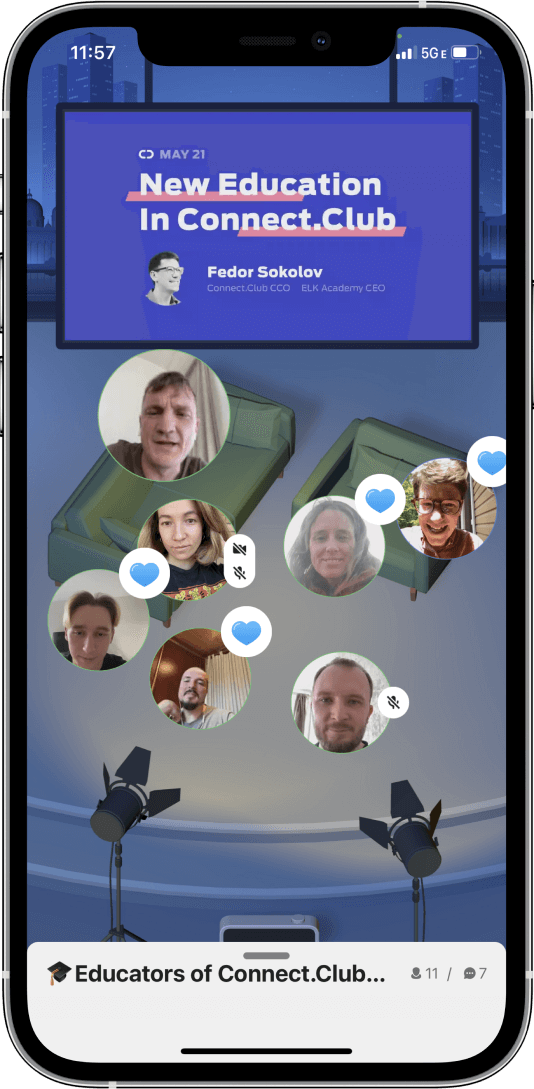 11:57
5G E
MAY 21
New Education
In Connect.Club
Fedor Sokolov
Connect.Club CCO ELK Academy CEO
🎓Educators of Connect.Club...
11 / 7